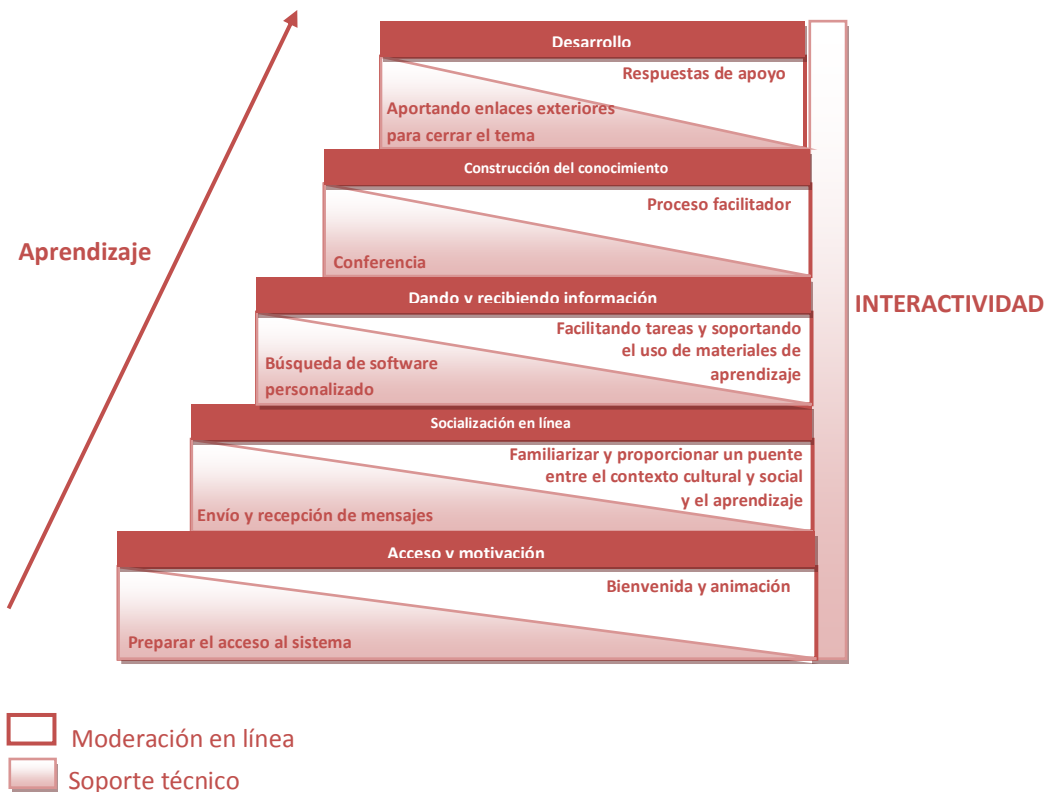 Desarrollo
Respuestas de apoyo
Aportando enlaces exteriores
para cerrar el tema
Construcción del conocimiento
Proceso facilitador
Conferencia
Aprendizaje
INTERACTIVIDAD
Dando y recibiendo información
Facilitando tareas y soportando
el uso de materiales de
aprendizaje
Búsqueda de software
personalizado
Socialización en línea
Familiarizar y proporcionar un puente
entre el contexto cultural y social
y el aprendizaje
Envío y recepción de mensajes
Acceso y motivación
Bienvenida y animación
Preparar el acceso al sistema
Moderación en línea
Soporte técnico